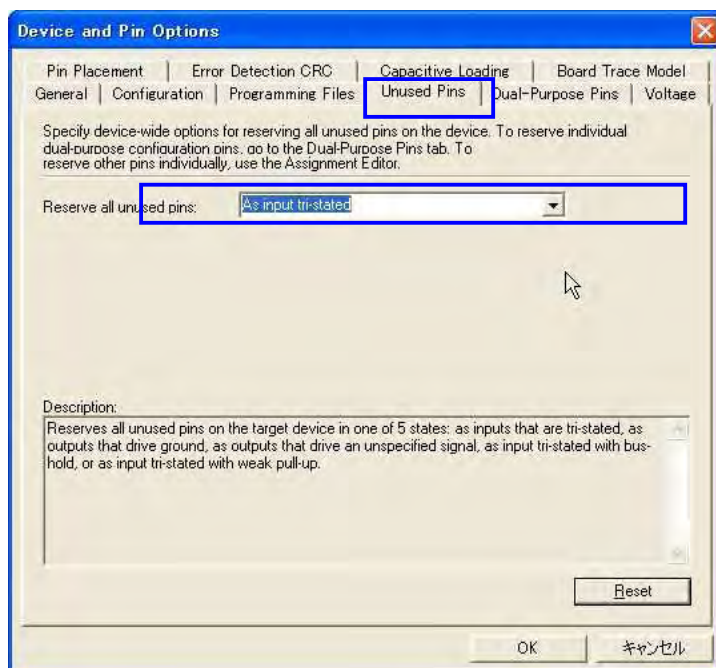 Device and Pin Options
Pin Placement Error Detection CRC Capacitive Loading Board Trace Model
General Configuration Programming Files Unused Pins Dual-Purpose Pins Voltage
Specify device-wide options for reserving all unused pins on the device. To reserve individual
dual-purpose configuration pins, go to the Dual-Purpose Pins tab. To
reserve other pins individually, use the Assignment Editor.
Reserve all unused pins: As input tri-stated
Description:
Reserves all unused pins on the target device in one of 5 states: as inputs that are tri-stated, as
outputs that drive ground, as outputs that drive an unspecified signal, as input tri-stated with bus-
hold, or as input tri-stated with weak pull-up.
Reset
OK キャンセル